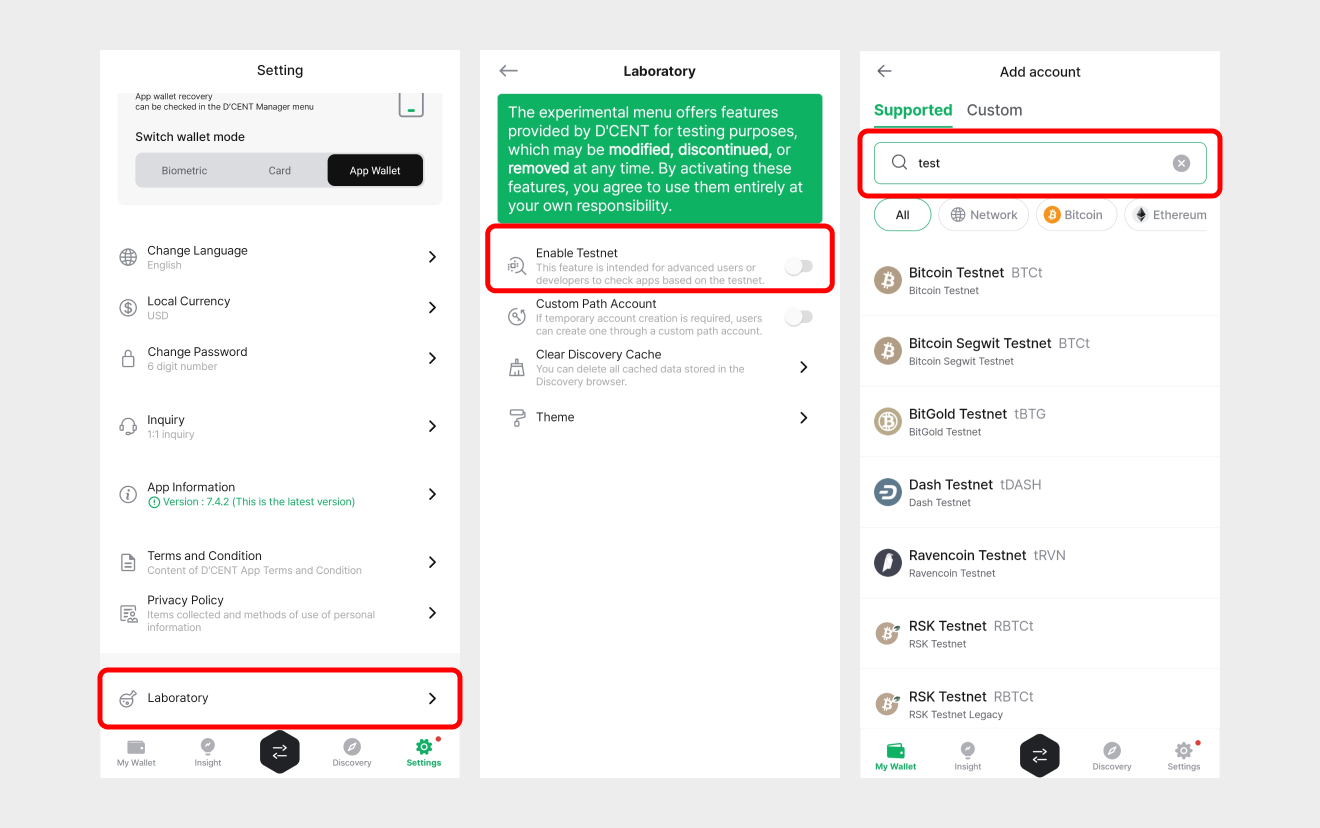 Setting
App wallet recovery
can be checked in the D'CENT Manager menu
Switch wallet mode
Biometric
Card
App Wallet
Change Language
English
Local Currency
USD
Change Password
6 digit number
Inquiry
1:1 inquiry
App Information
Version : 7.4.2 (This is the latest version)
Terms and Condition
Content of D'CENT App Terms and Condition
Privacy Policy
Items collected and methods of use of personal
information
Laboratory
My Wallet
Insight
Discovery
Settings
Laboratory
The experimental menu offers features
provided by D'CENT for testing purposes,
which may be modified, discontinued, or
removed at any time. By activating these
features, you agree to use them entirely at
your own responsibility.
Enable Testnet
This feature is intended for advanced users or
developers to check apps based on the testnet.
Custom Path Account
If temporary account creation is required, users
can create one through a custom path account.
Clear Discovery Cache
You can delete all cached data stored in the
Discovery browser.
Theme
Add account
Supported
Custom
test
All
Network
Bitcoin
Ethereum
Bitcoin Testnet BTCt
Bitcoin Testnet
Bitcoin Segwit Testnet BTCt
Bitcoin Segwit Testnet
BitGold Testnet tBTG
BitGold Testnet
Dash Testnet tDASH
Dash Testnet
Ravencoin Testnet tRVN
Ravencoin Testnet
RSK Testnet RBTCt
RSK Testnet
RSK Testnet RBTCt
RSK Testnet Legacy
My Wallet
Insight
Discovery
Settings